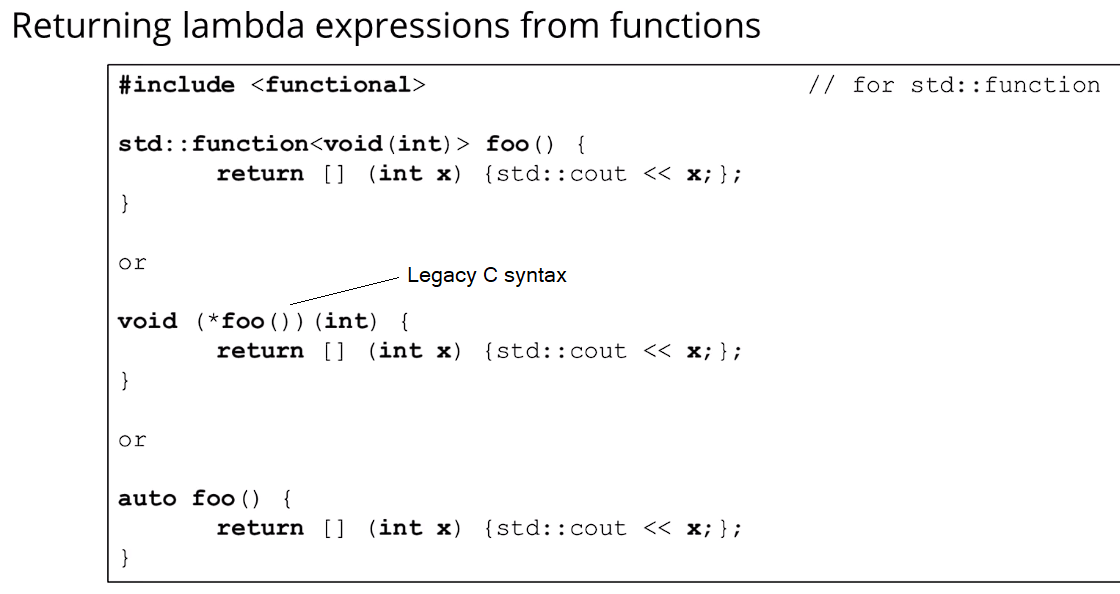 Returning lambda expressions from functions
#include <functional> // for std::function
std::function<void(int)> foo() {
return [] (int x) {std::cout << x;};
}
or
Legacy C syntax
void (*foo())(int) {
return [] (int x) {std::cout << x;};
}
or
auto foo() {
return [] (int x) {std::cout << x;};
}